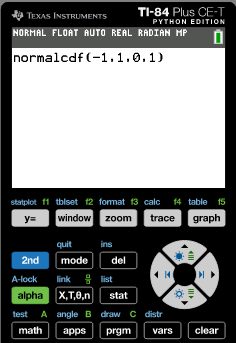 TEXAS INSTRUMENTS
TI-84 Plus CE-T
PYTHON EDITION
NORMAL FLOAT AUTO REAL RADIAN MP
normalcdf(-1,1,0,1)
statplot f1 tblset f2 format f3 calc f4 table f5
y= window zoom trace graph
quit ins
2nd mode del
A-lock link list
alpha X,T,θ,n stat
test A angle B draw C distr
math apps prgm vars clear